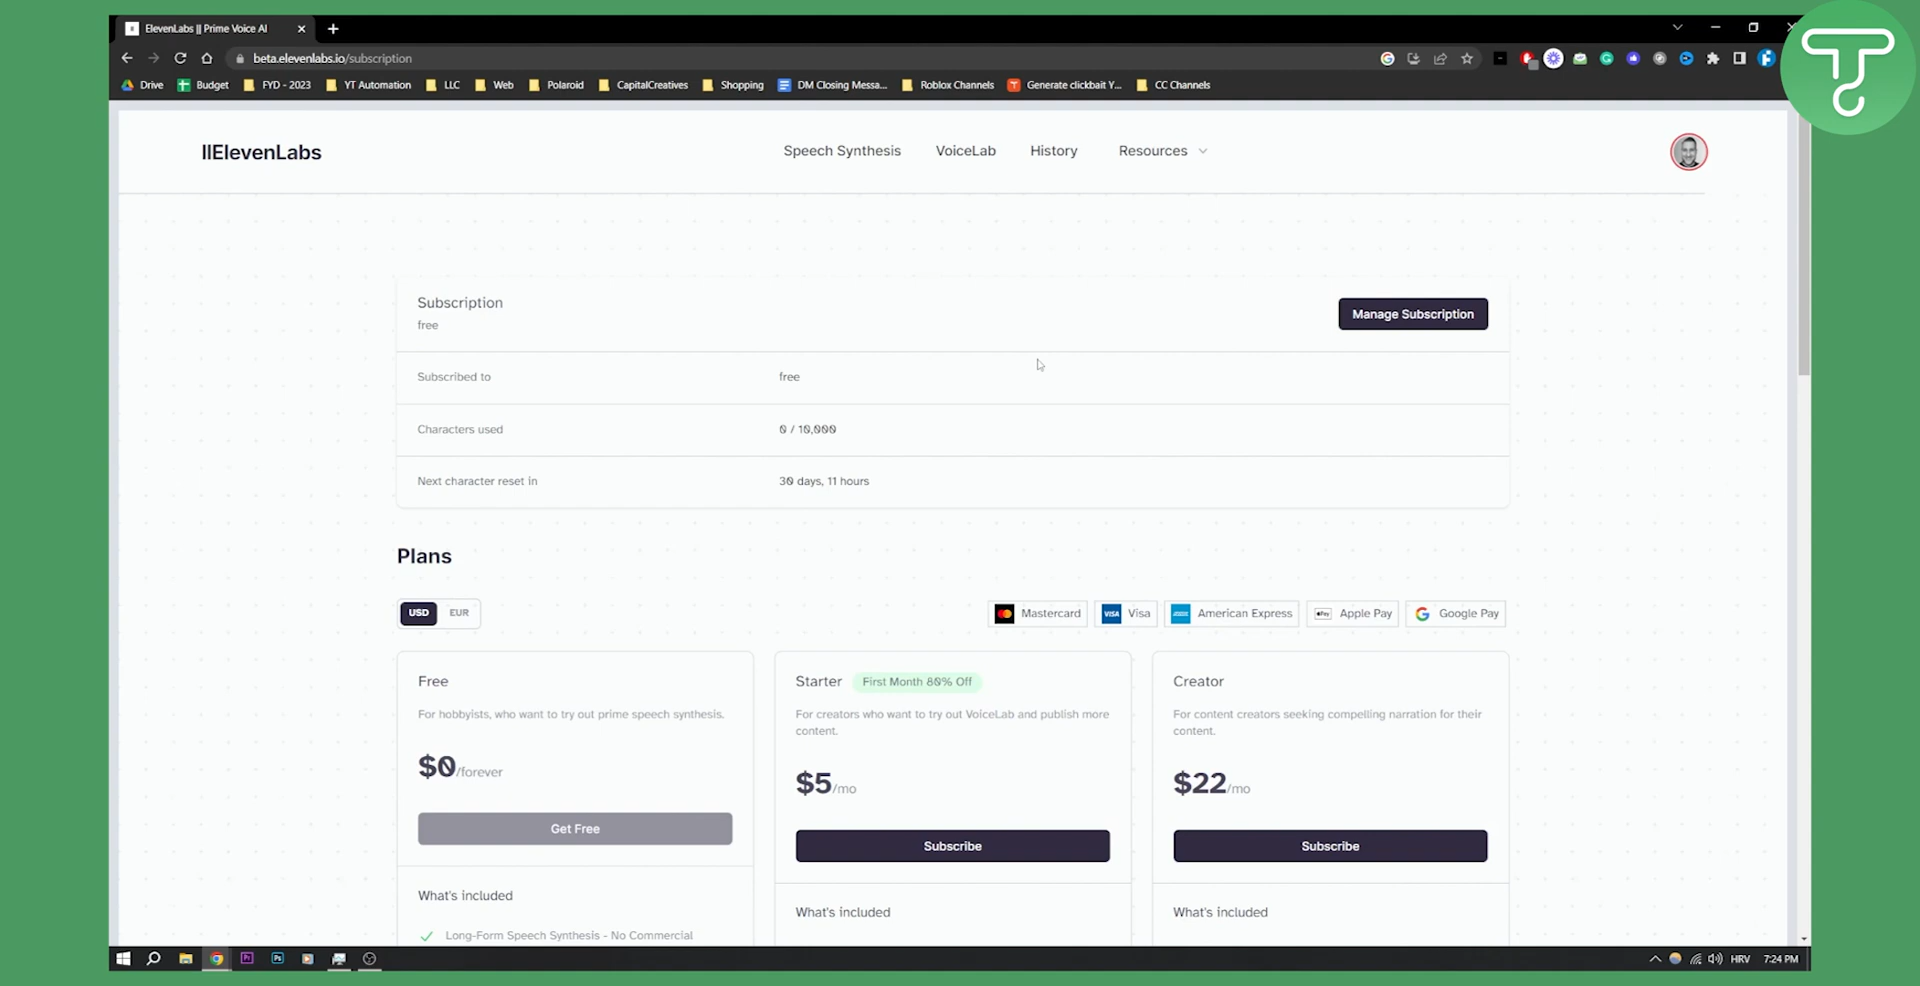 ElevenLabs || Prime Voice AI
beta.elevenlabs.io/subscription
Drive Budget FYD - 2023 YT Automation LLC Web Polaroid CapitalCreatives Shopping DM Closing Messa... Roblox Channels Generate clickbait Y... CC Channels
IIElevenLabs Speech Synthesis VoiceLab History Resources
Subscription
free
Manage Subscription
Subscribed to free
Characters used 0 / 10,000
Next character reset in 30 days, 11 hours
Plans
USD EUR
Mastercard VISA Visa American Express Apple Pay Google Pay
Free
For hobbyists, who want to try out prime speech synthesis.
$0/forever
Get Free
What's included
Long-Form Speech Synthesis - No Commercial
Starter First Month 80% Off
For creators who want to try out VoiceLab and publish more
content.
$5/mo
Subscribe
What's included
Creator
For content creators seeking compelling narration for their
content.
$22/mo
Subscribe
What's included
HRV 7:24 PM